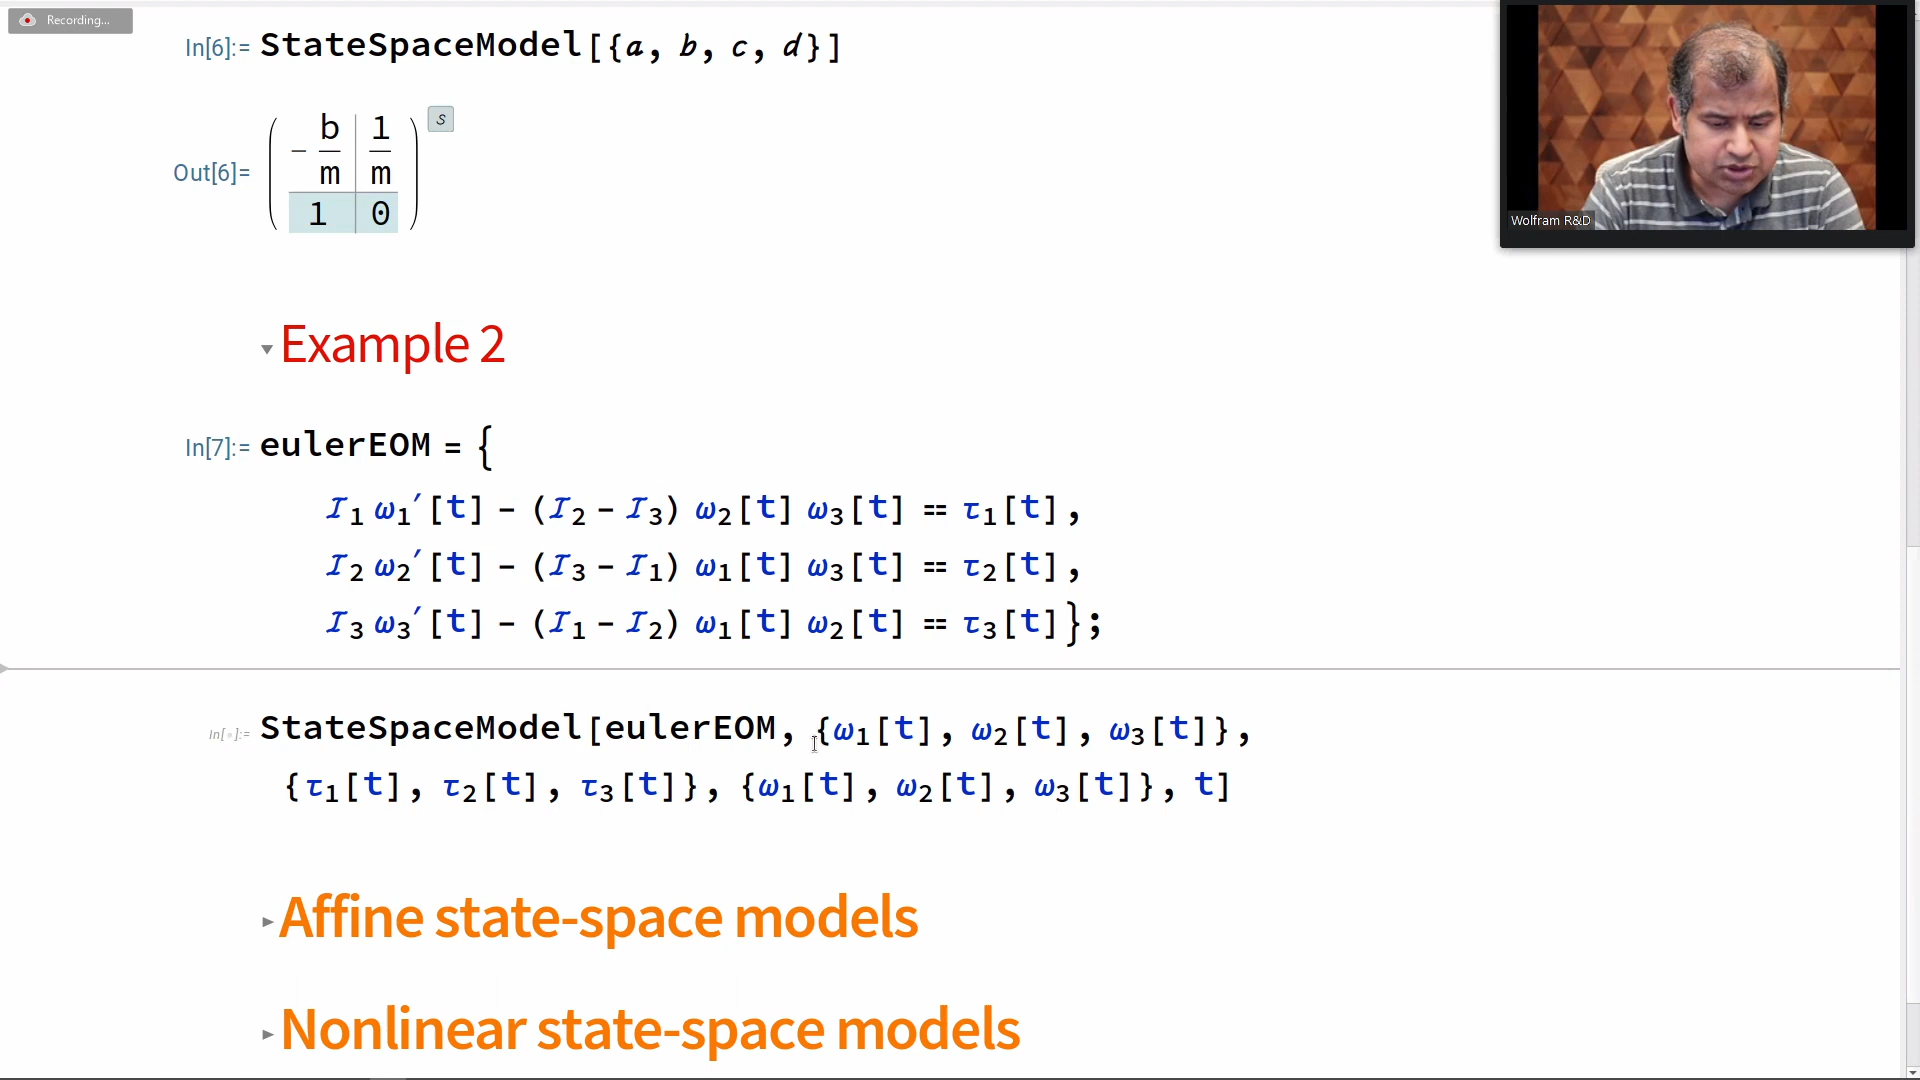 Recording...
In[6]:= StateSpaceModel[{a, b, c, d}]
Out[6]= ( -b/m | 1/m
1 | 0 ) S
Wolfram R&D
Example 2
In[7]:= eulerEOM = {
ℐ₁ ω₁′[t] - (ℐ₂ - ℐ₃) ω₂[t] ω₃[t] == τ₁[t],
ℐ₂ ω₂′[t] - (ℐ₃ - ℐ₁) ω₁[t] ω₃[t] == τ₂[t],
ℐ₃ ω₃′[t] - (ℐ₁ - ℐ₂) ω₁[t] ω₂[t] == τ₃[t]};
In[◦]:= StateSpaceModel[eulerEOM, {ω₁[t], ω₂[t], ω₃[t]},
{τ₁[t], τ₂[t], τ₃[t]}, {ω₁[t], ω₂[t], ω₃[t]}, t]
Affine state-space models
Nonlinear state-space models